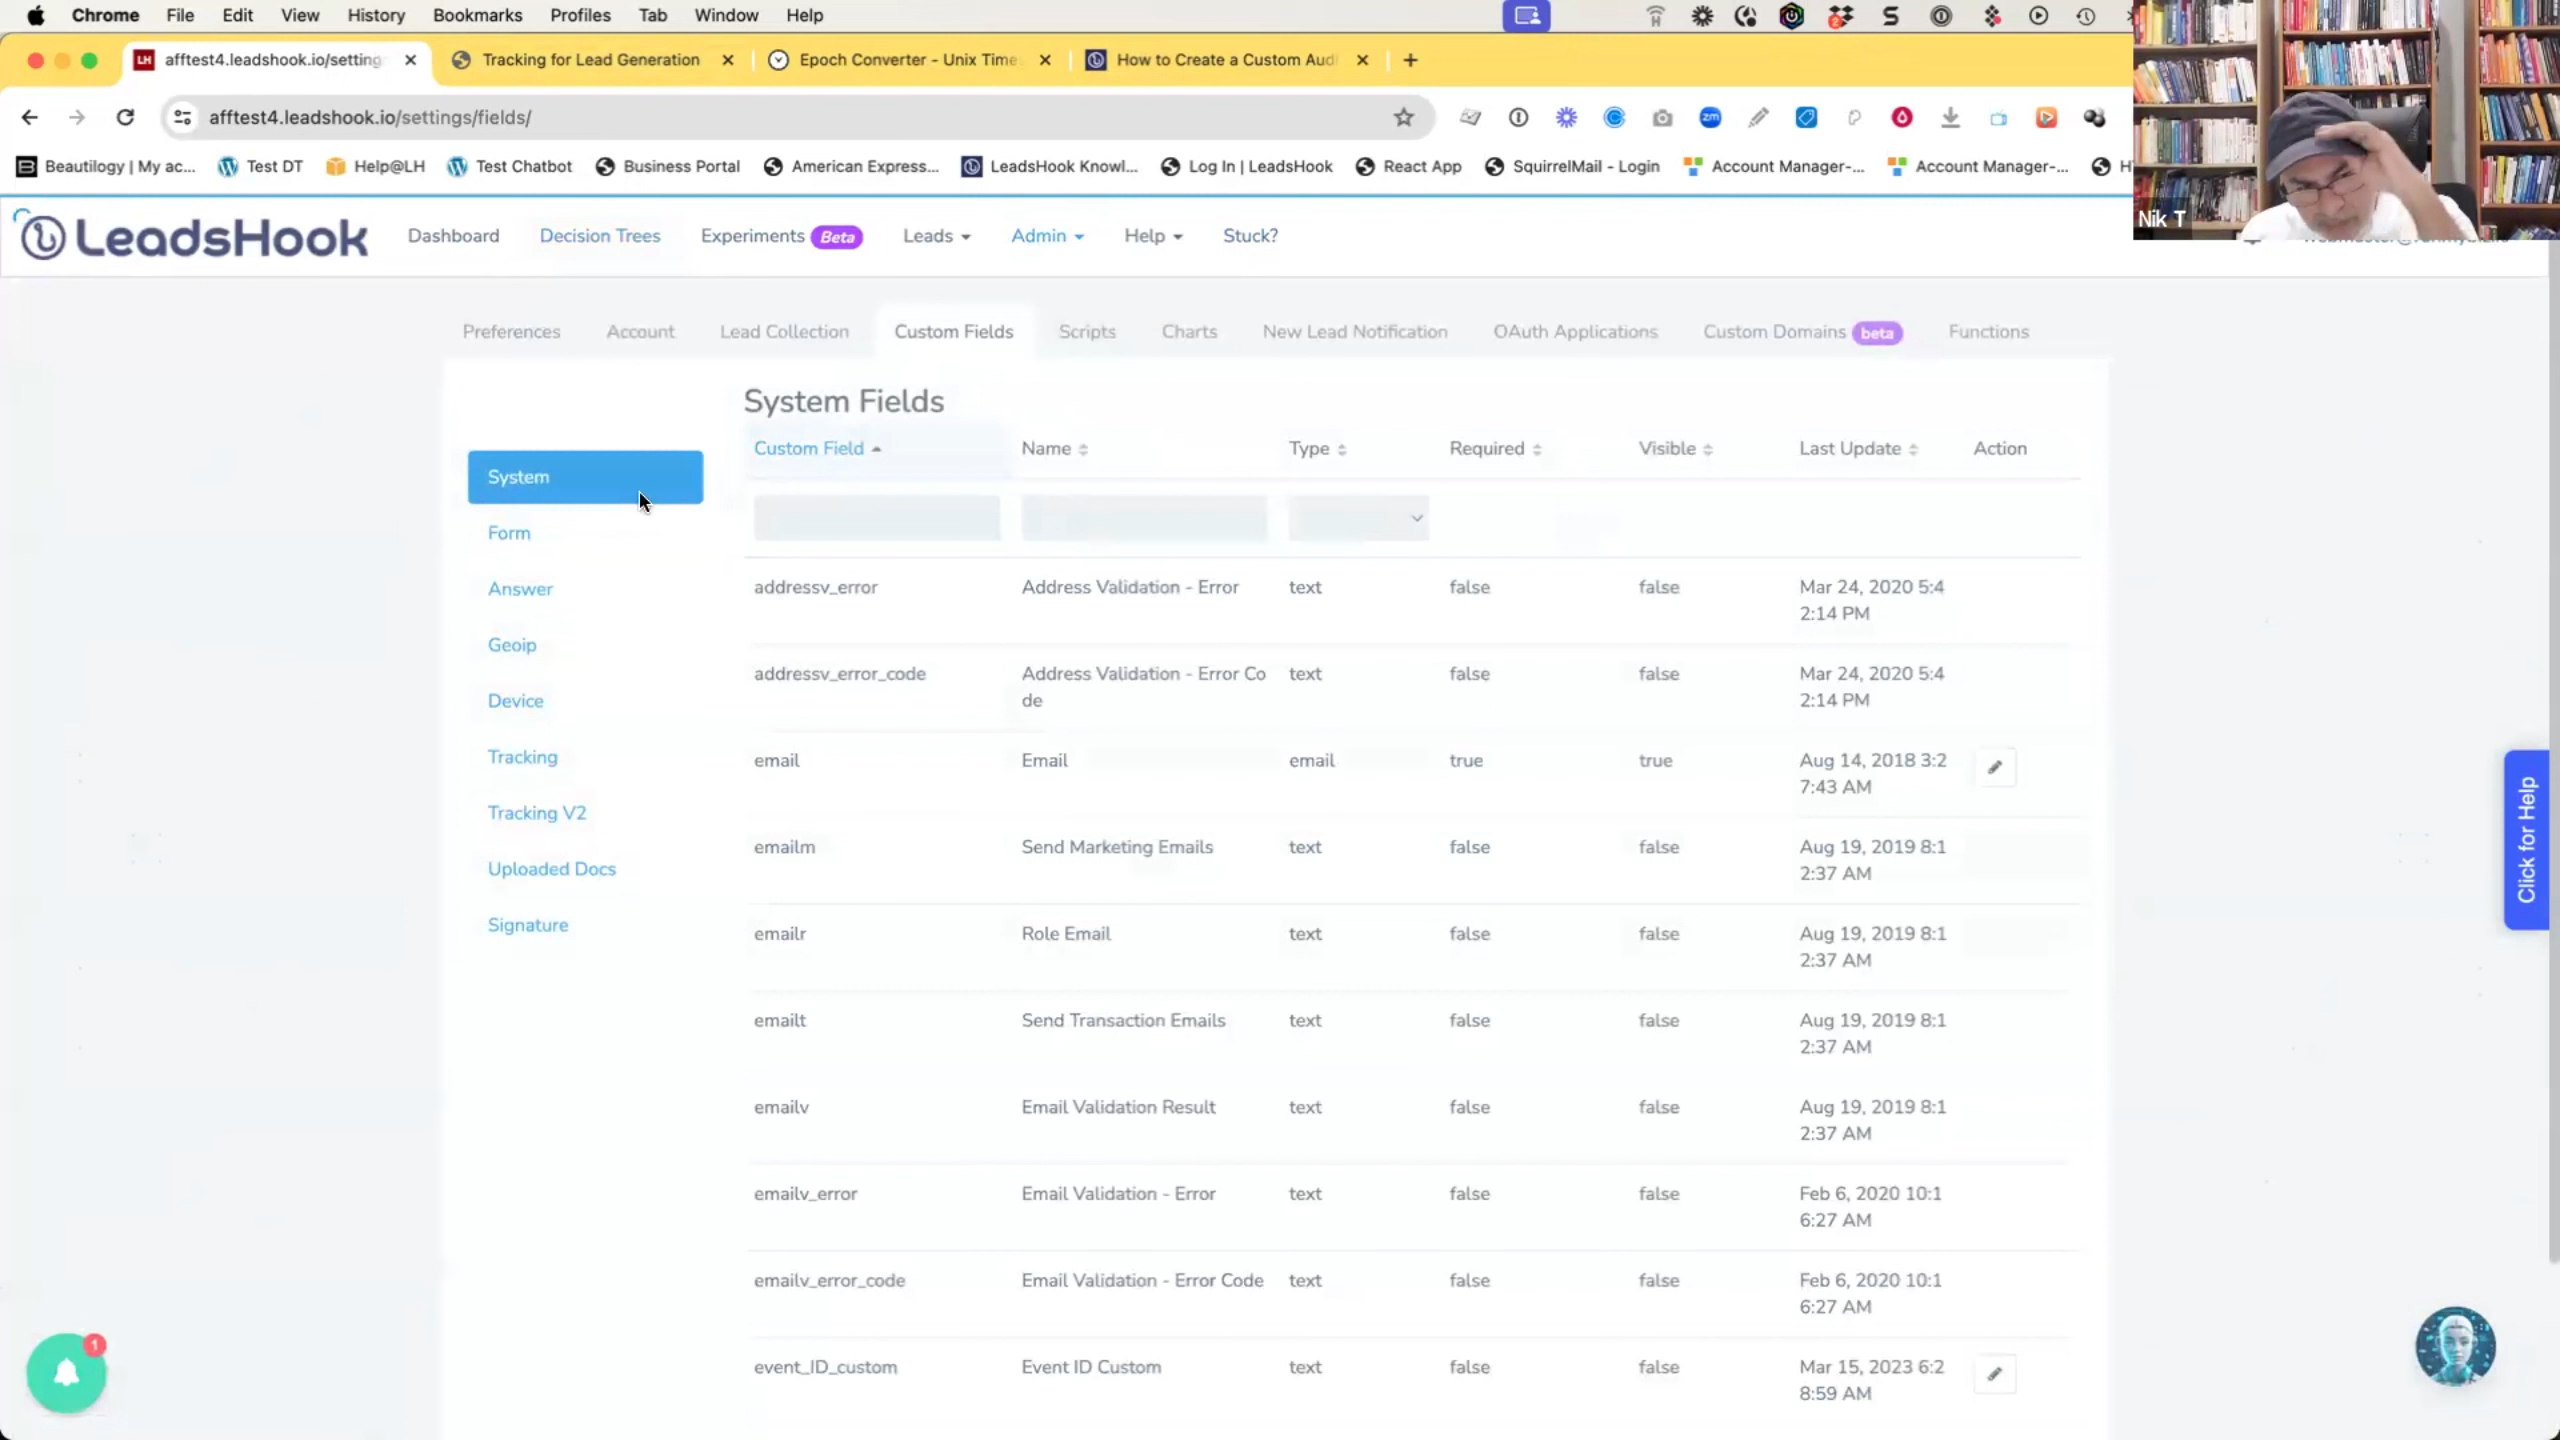 Chrome File Edit View History Bookmarks Profiles Tab Window Help
afftest4.leadshook.io/setting Tracking for Lead Generation Epoch Converter - Unix Time How to Create a Custom Audi
afftest4.leadshook.io/settings/fields/
Beautilogy | My ac... Test DT Help@LH Test Chatbot Business Portal American Express... LeadsHook Knowl... Log In | LeadsHook React App SquirrelMail - Login Account Manager-... Account Manager-...
Nik T
LeadsHook Dashboard Decision Trees Experiments Beta Leads Admin Help Stuck?
Preferences Account Lead Collection Custom Fields Scripts Charts New Lead Notification OAuth Applications Custom Domains beta Functions
System Fields
Custom Field Name Type Required Visible Last Update Action
System
Form
Answer
Geoip
Device
Tracking
Tracking V2
Uploaded Docs
Signature
addressv_error Address Validation - Error text false false Mar 24, 2020 5:4
2:14 PM
addressv_error_code Address Validation - Error Co text false false Mar 24, 2020 5:4
de 2:14 PM
email Email email true true Aug 14, 2018 3:2
7:43 AM
emailm Send Marketing Emails text false false Aug 19, 2019 8:1
2:37 AM
emailr Role Email text false false Aug 19, 2019 8:1
2:37 AM
emailt Send Transaction Emails text false false Aug 19, 2019 8:1
2:37 AM
emailv Email Validation Result text false false Aug 19, 2019 8:1
2:37 AM
emailv_error Email Validation - Error text false false Feb 6, 2020 10:1
6:27 AM
emailv_error_code Email Validation - Error Code text false false Feb 6, 2020 10:1
6:27 AM
event_ID_custom Event ID Custom text false false Mar 15, 2023 6:2
8:59 AM
Click for Help
1